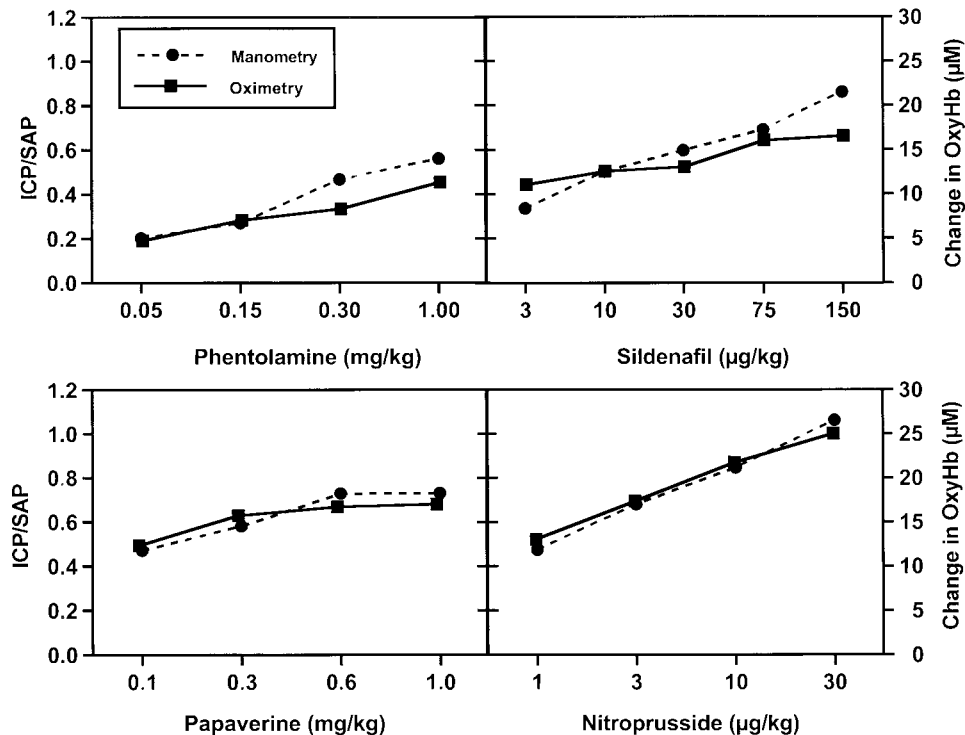 1.2
1.0
0.8
0.6
0.4
0.2
0.0
ICP/SAP
Manometry
Oximetry
0.05 0.15 0.30 1.00
Phentolamine (mg/kg)
30
25
20
15
10
5
0
Change in OxyHb (µM)
3 10 30 75 150
Sildenafil (µg/kg)
1.2
1.0
0.8
0.6
0.4
0.2
0.0
ICP/SAP
0.1 0.3 0.6 1.0
Papaverine (mg/kg)
30
25
20
15
10
5
0
Change in OxyHb (µM)
1 3 10 30
Nitroprusside (µg/kg)